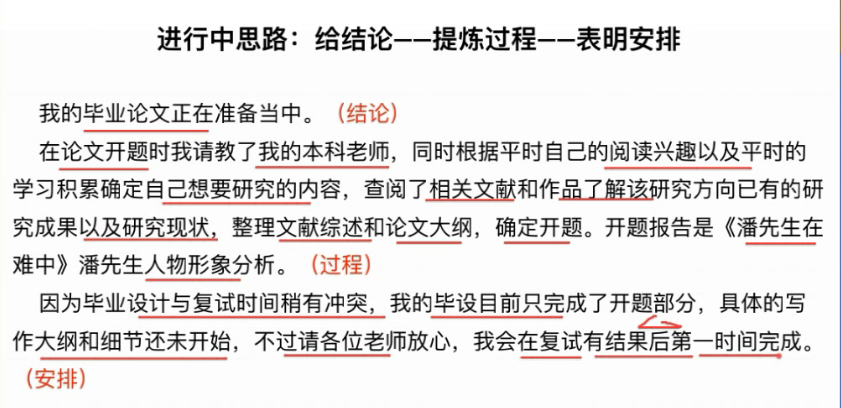 进行中思路：给结论——提炼过程——表明安排
我的毕业论文正在准备当中。（结论）
在论文开题时我请教了我的本科老师，同时根据平时自己的阅读兴趣以及平时的
学习积累确定自己想要研究的内容，查阅了相关文献和作品了解该研究方向已有的研
究成果以及研究现状，整理文献综述和论文大纲，确定开题。开题报告是《潘先生在
难中》潘先生人物形象分析。（过程）
因为毕业设计与复试时间稍有冲突，我的毕设目前只完成了开题部分，具体的写
作大纲和细节还未开始，不过请各位老师放心，我会在复试有结果后第一时间完成。
（安排）